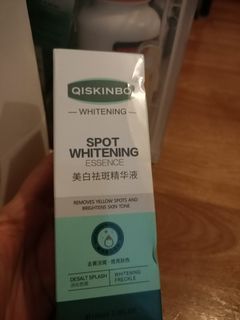 QISKINBO
WHITENING
SPOT
WHITENING
ESSENCE
美白祛斑精华液
REMOVES YELLOW SPOTS AND
BRIGHTENS SKIN TONE
DESALT SPLASH
WHITENING
FRECKLE